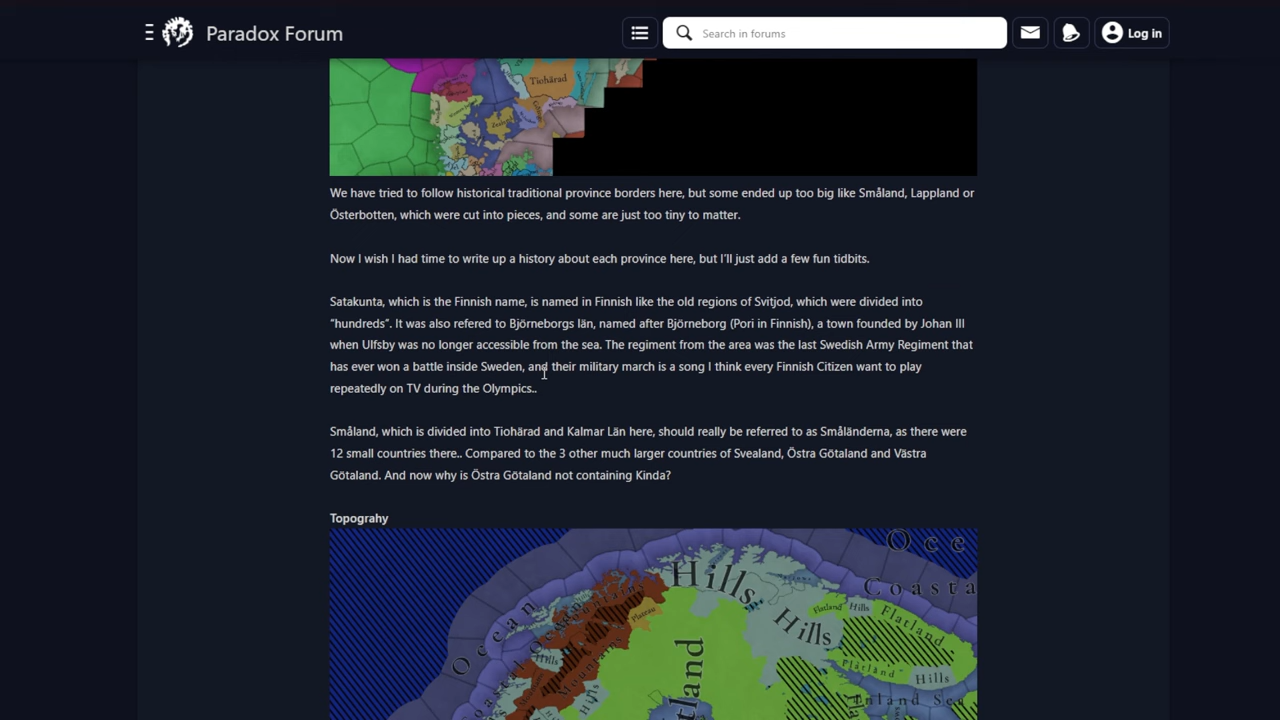 Paradox Forum
Search in forums
Log in
Tiohärad
We have tried to follow historical traditional province borders here, but some ended up too big like Småland, Lappland or
Österbotten, which were cut into pieces, and some are just too tiny to matter.
Now I wish I had time to write up a history about each province here, but I'll just add a few fun tidbits.
Satakunta, which is the Finnish name, is named in Finnish like the old regions of Svitjod, which were divided into
“hundreds”. It was also refered to Björneborgs län, named after Björneborg (Pori in Finnish), a town founded by Johan III
when Ulfsby was no longer accessible from the sea. The regiment from the area was the last Swedish Army Regiment that
has ever won a battle inside Sweden, and their military march is a song I think every Finnish Citizen want to play
repeatedly on TV during the Olympics..
Småland, which is divided into Tiohärad and Kalmar Län here, should really be referred to as Småländerna, as there were
12 small countries there.. Compared to the 3 other much larger countries of Svealand, Östra Götaland and Västra
Götaland. And now why is Östra Götaland not containing Kinda?
Topograhy
Oce
Coasta
Hills
Flatland
Hills
Flatland
Plateau
Hills
Ocean
Flatland
Hills
Hills
Mountains
Hills
Inland Sea
tland